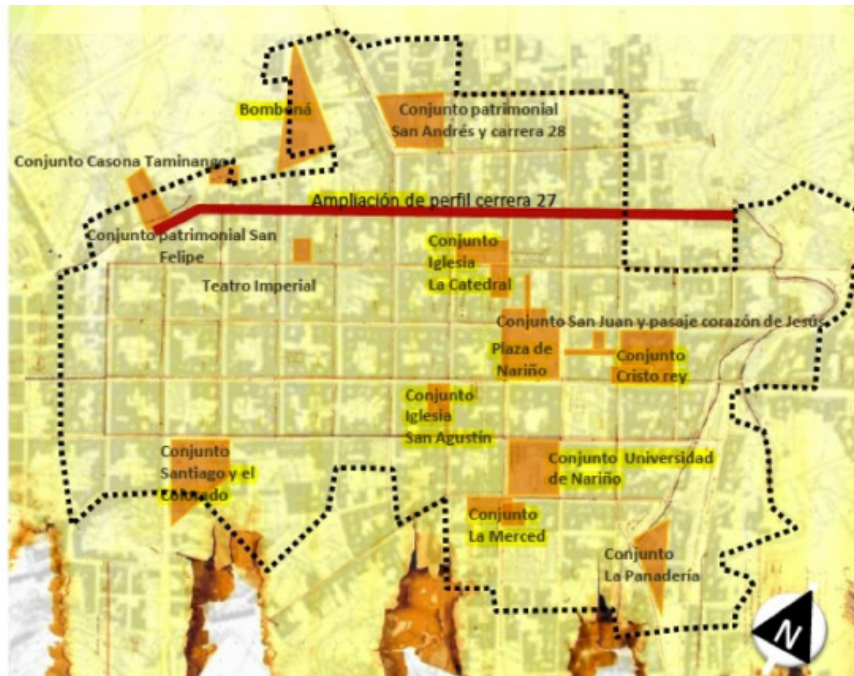 Bomboná
Conjunto patrimonial
San Andrés y carrera 28
Conjunto Casona Taminango
Ampliación de perfil cerrera 27
Conjunto patrimonial San
Felipe
Conjunto
Iglesia
La Catedral
Teatro Imperial
Conjunto San Juan y pasaje corazón de Jesús
Plaza de
Nariño
Conjunto
Cristo rey
Conjunto
Iglesia
San Agustín
Conjunto
Santiago y el
Colorado
Conjunto Universidad
de Nariño
Conjunto
La Merced
Conjunto
La Panadería
N